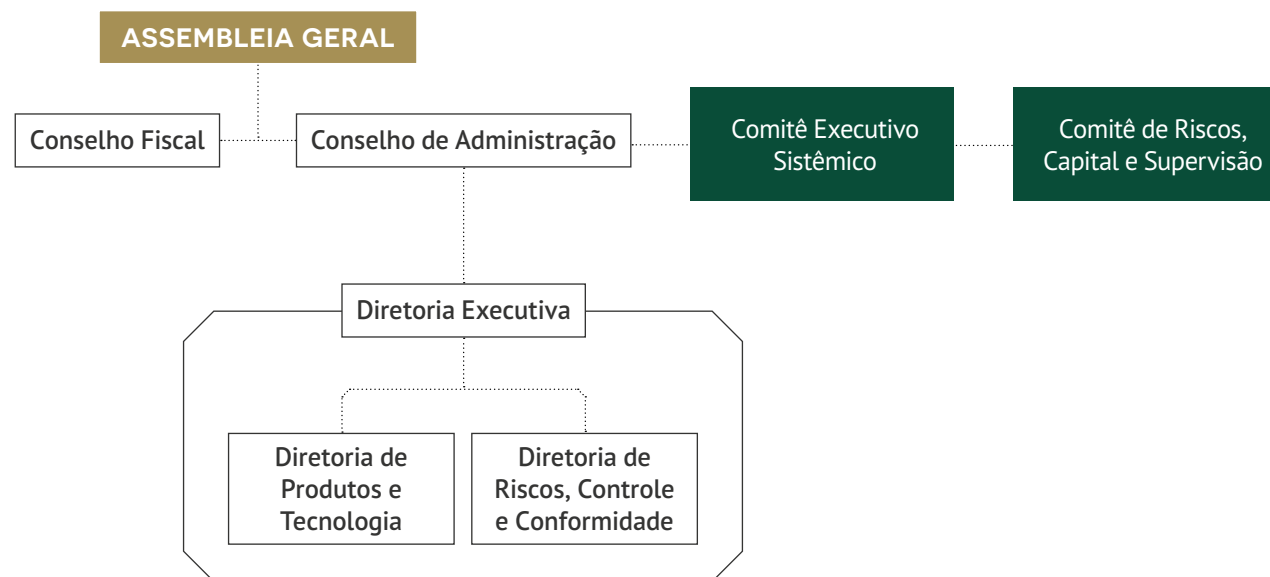 ASSEMBLEIA GERAL
Conselho Fiscal
Conselho de Administração
Comitê Executivo
Sistêmico
Comitê de Riscos,
Capital e Supervisão
Diretoria Executiva
Diretoria de
Produtos e
Tecnologia
Diretoria de
Riscos, Controle
e Conformidade